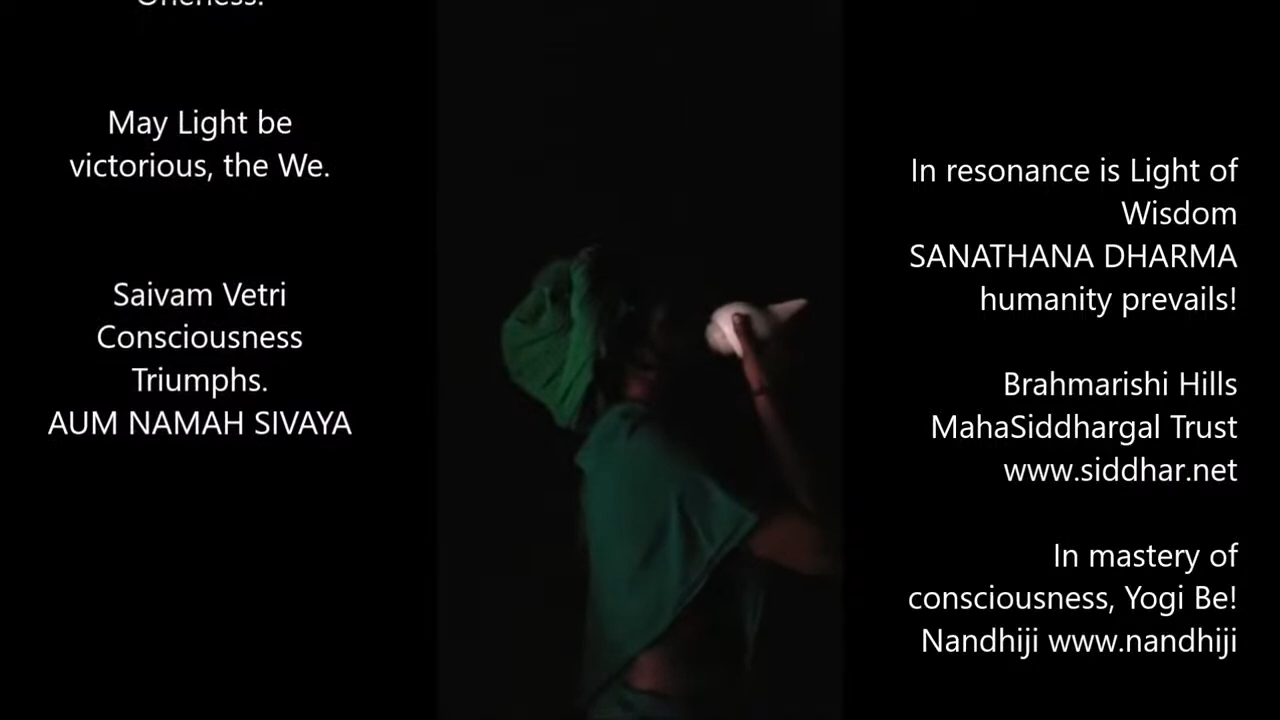 Oneness.
May Light be
victorious, the We.
Saivam Vetri
Consciousness
Triumphs.
AUM NAMAH SIVAYA
In resonance is Light of
Wisdom
SANATHANA DHARMA
humanity prevails!
Brahmarishi Hills
MahaSiddhargal Trust
www.siddhar.net
In mastery of
consciousness, Yogi Be!
Nandhiji www.nandhiji